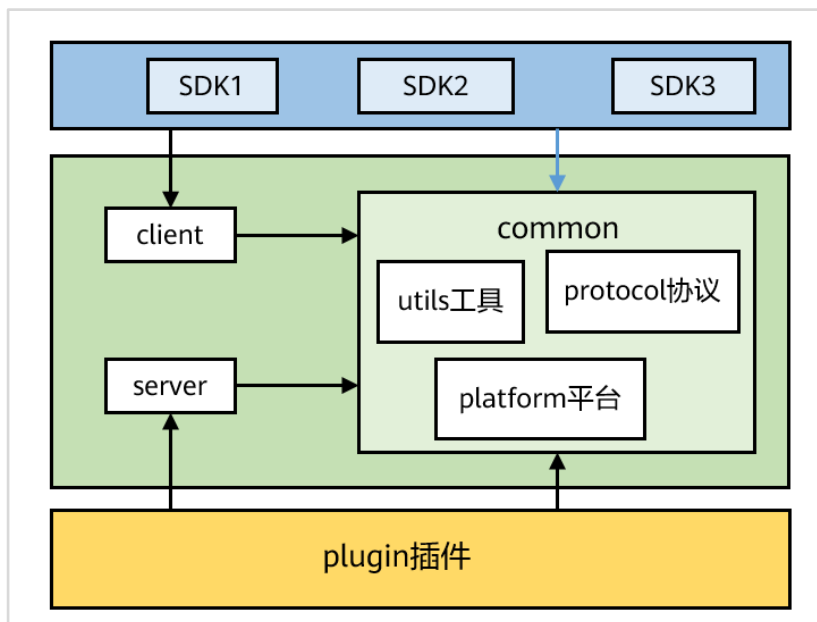 SDK1
SDK2
SDK3
client
common
utils工具
protocol协议
server
platform平台
plugin插件